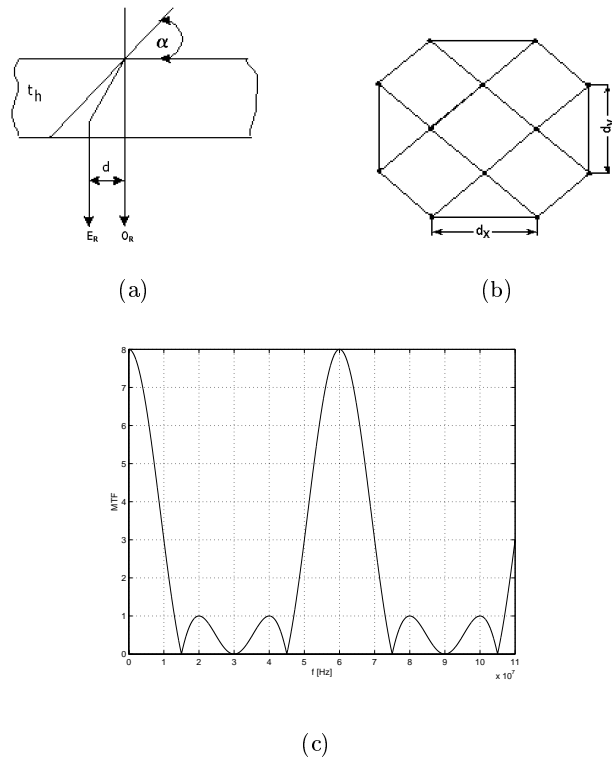 α
t_h
d
E_R O_R
(a)
d_y
d_x
(b)
8
7
6
5
4
3
2
1
0
MTF
0 1 2 3 4 5 6 7 8 9 10 11
f [Hz]
x 10^7
(c)